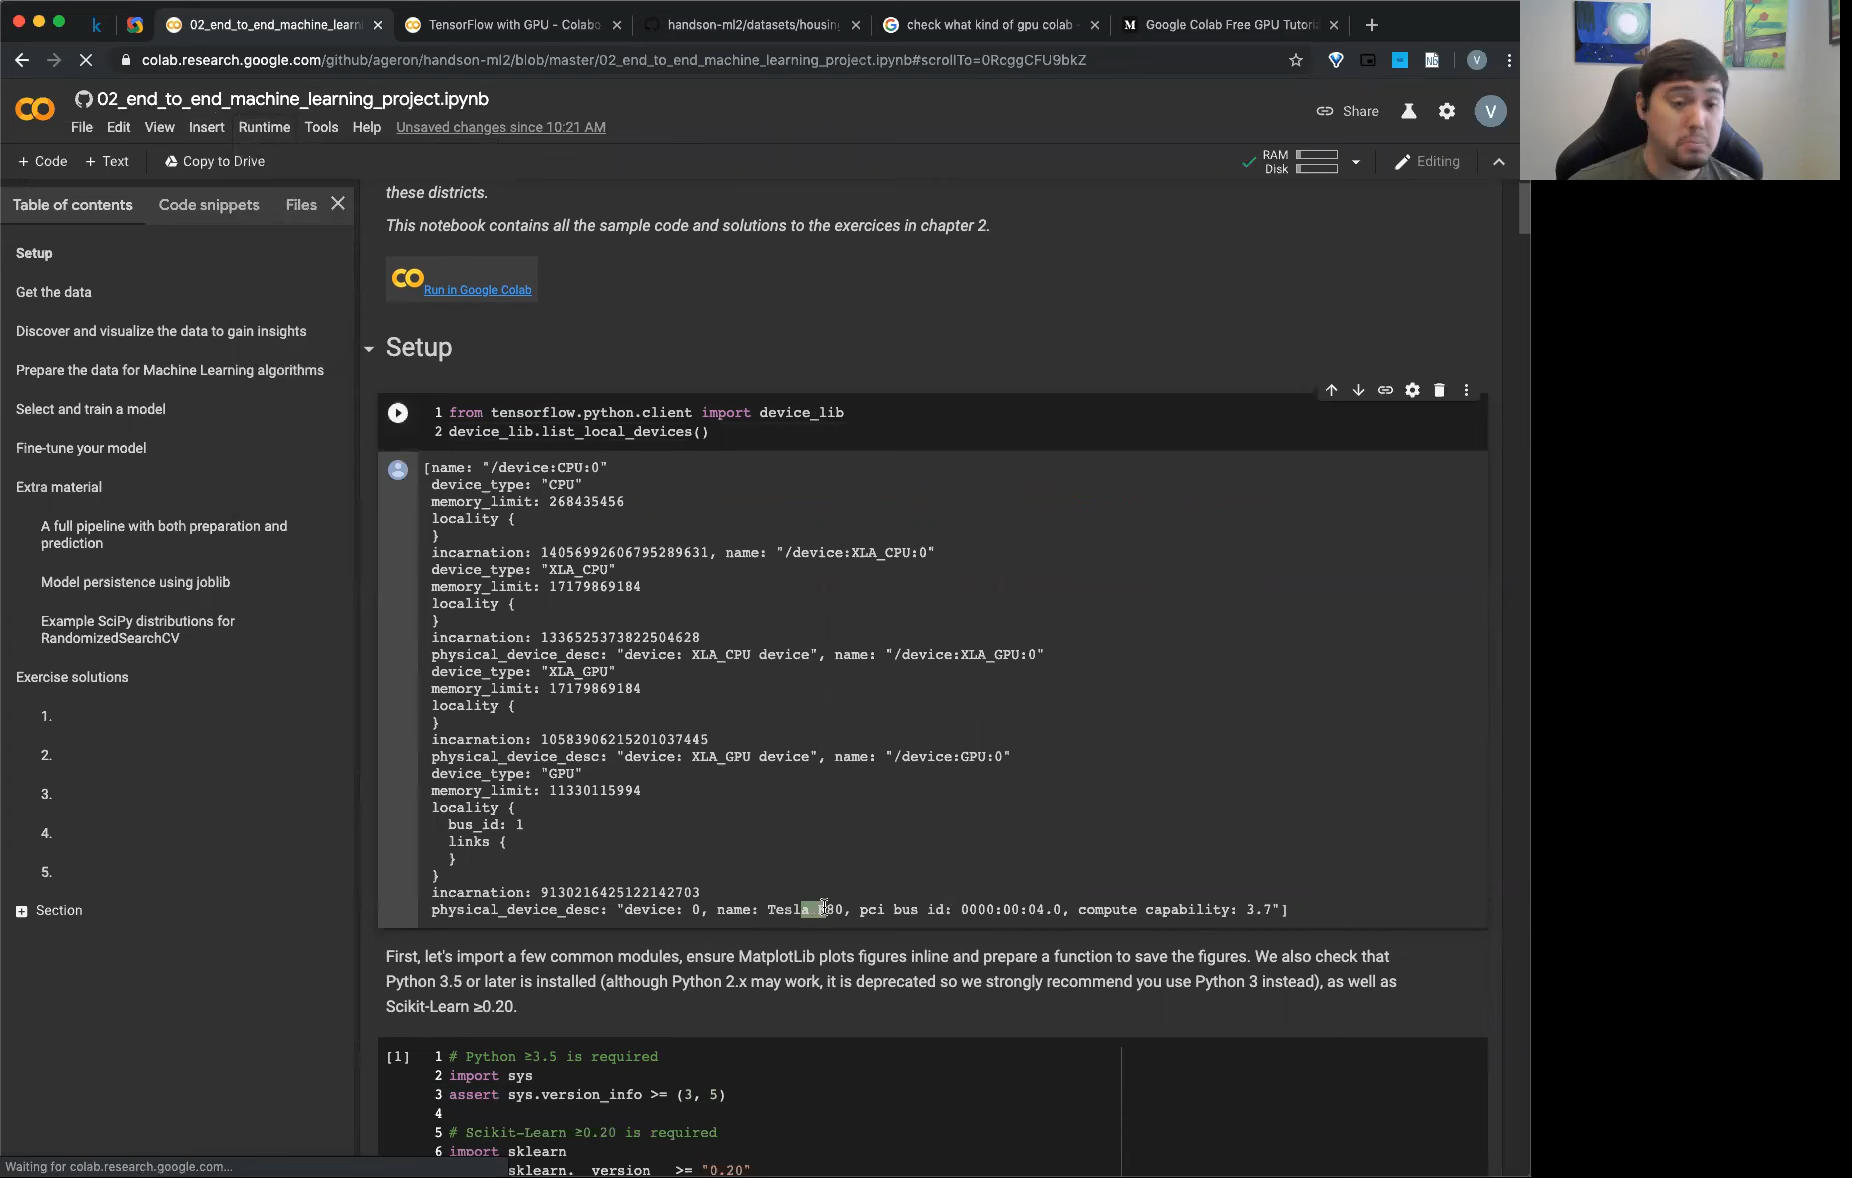 k
02_end_to_end_machine_learni
TensorFlow with GPU - Colabo
handson-ml2/datasets/housing
check what kind of gpu colab
M Google Colab Free GPU Tutori
colab.research.google.com/github/ageron/handson-ml2/blob/master/02_end_to_end_machine_learning_project.ipynb#scrollTo=0RcggCFU9bkZ
V
CO
02_end_to_end_machine_learning_project.ipynb
File Edit View Insert Runtime Tools Help Unsaved changes since 10:21 AM
Share
V
+ Code + Text Copy to Drive
RAM
Disk
Editing
Table of contents Code snippets Files
Setup
Get the data
Discover and visualize the data to gain insights
Prepare the data for Machine Learning algorithms
Select and train a model
Fine-tune your model
Extra material
A full pipeline with both preparation and
prediction
Model persistence using joblib
Example SciPy distributions for
RandomizedSearchCV
Exercise solutions
1.
2.
3.
4.
5.
Section
these districts.
This notebook contains all the sample code and solutions to the exercices in chapter 2.
CO Run in Google Colab
Setup
1 from tensorflow.python.client import device_lib
2 device_lib.list_local_devices()
[name: "/device:CPU:0"
device_type: "CPU"
memory_limit: 268435456
locality {
}
incarnation: 14056992606795289631, name: "/device:XLA_CPU:0"
device_type: "XLA_CPU"
memory_limit: 17179869184
locality {
}
incarnation: 1336525373822504628
physical_device_desc: "device: XLA_CPU device", name: "/device:XLA_GPU:0"
device_type: "XLA_GPU"
memory_limit: 17179869184
locality {
}
incarnation: 10583906215201037445
physical_device_desc: "device: XLA_GPU device", name: "/device:GPU:0"
device_type: "GPU"
memory_limit: 11330115994
locality {
bus_id: 1
links {
}
}
incarnation: 9130216425122142703
physical_device_desc: "device: 0, name: Tesla K80, pci bus id: 0000:00:04.0, compute capability: 3.7"]
First, let's import a few common modules, ensure MatplotLib plots figures inline and prepare a function to save the figures. We also check that
Python 3.5 or later is installed (although Python 2.x may work, it is deprecated so we strongly recommend you use Python 3 instead), as well as
Scikit-Learn ≥0.20.
[1] 1 # Python ≥3.5 is required
2 import sys
3 assert sys.version_info >= (3, 5)
4
5 # Scikit-Learn ≥0.20 is required
6 import sklearn
sklearn.__version__ >= "0.20"
Waiting for colab.research.google.com...